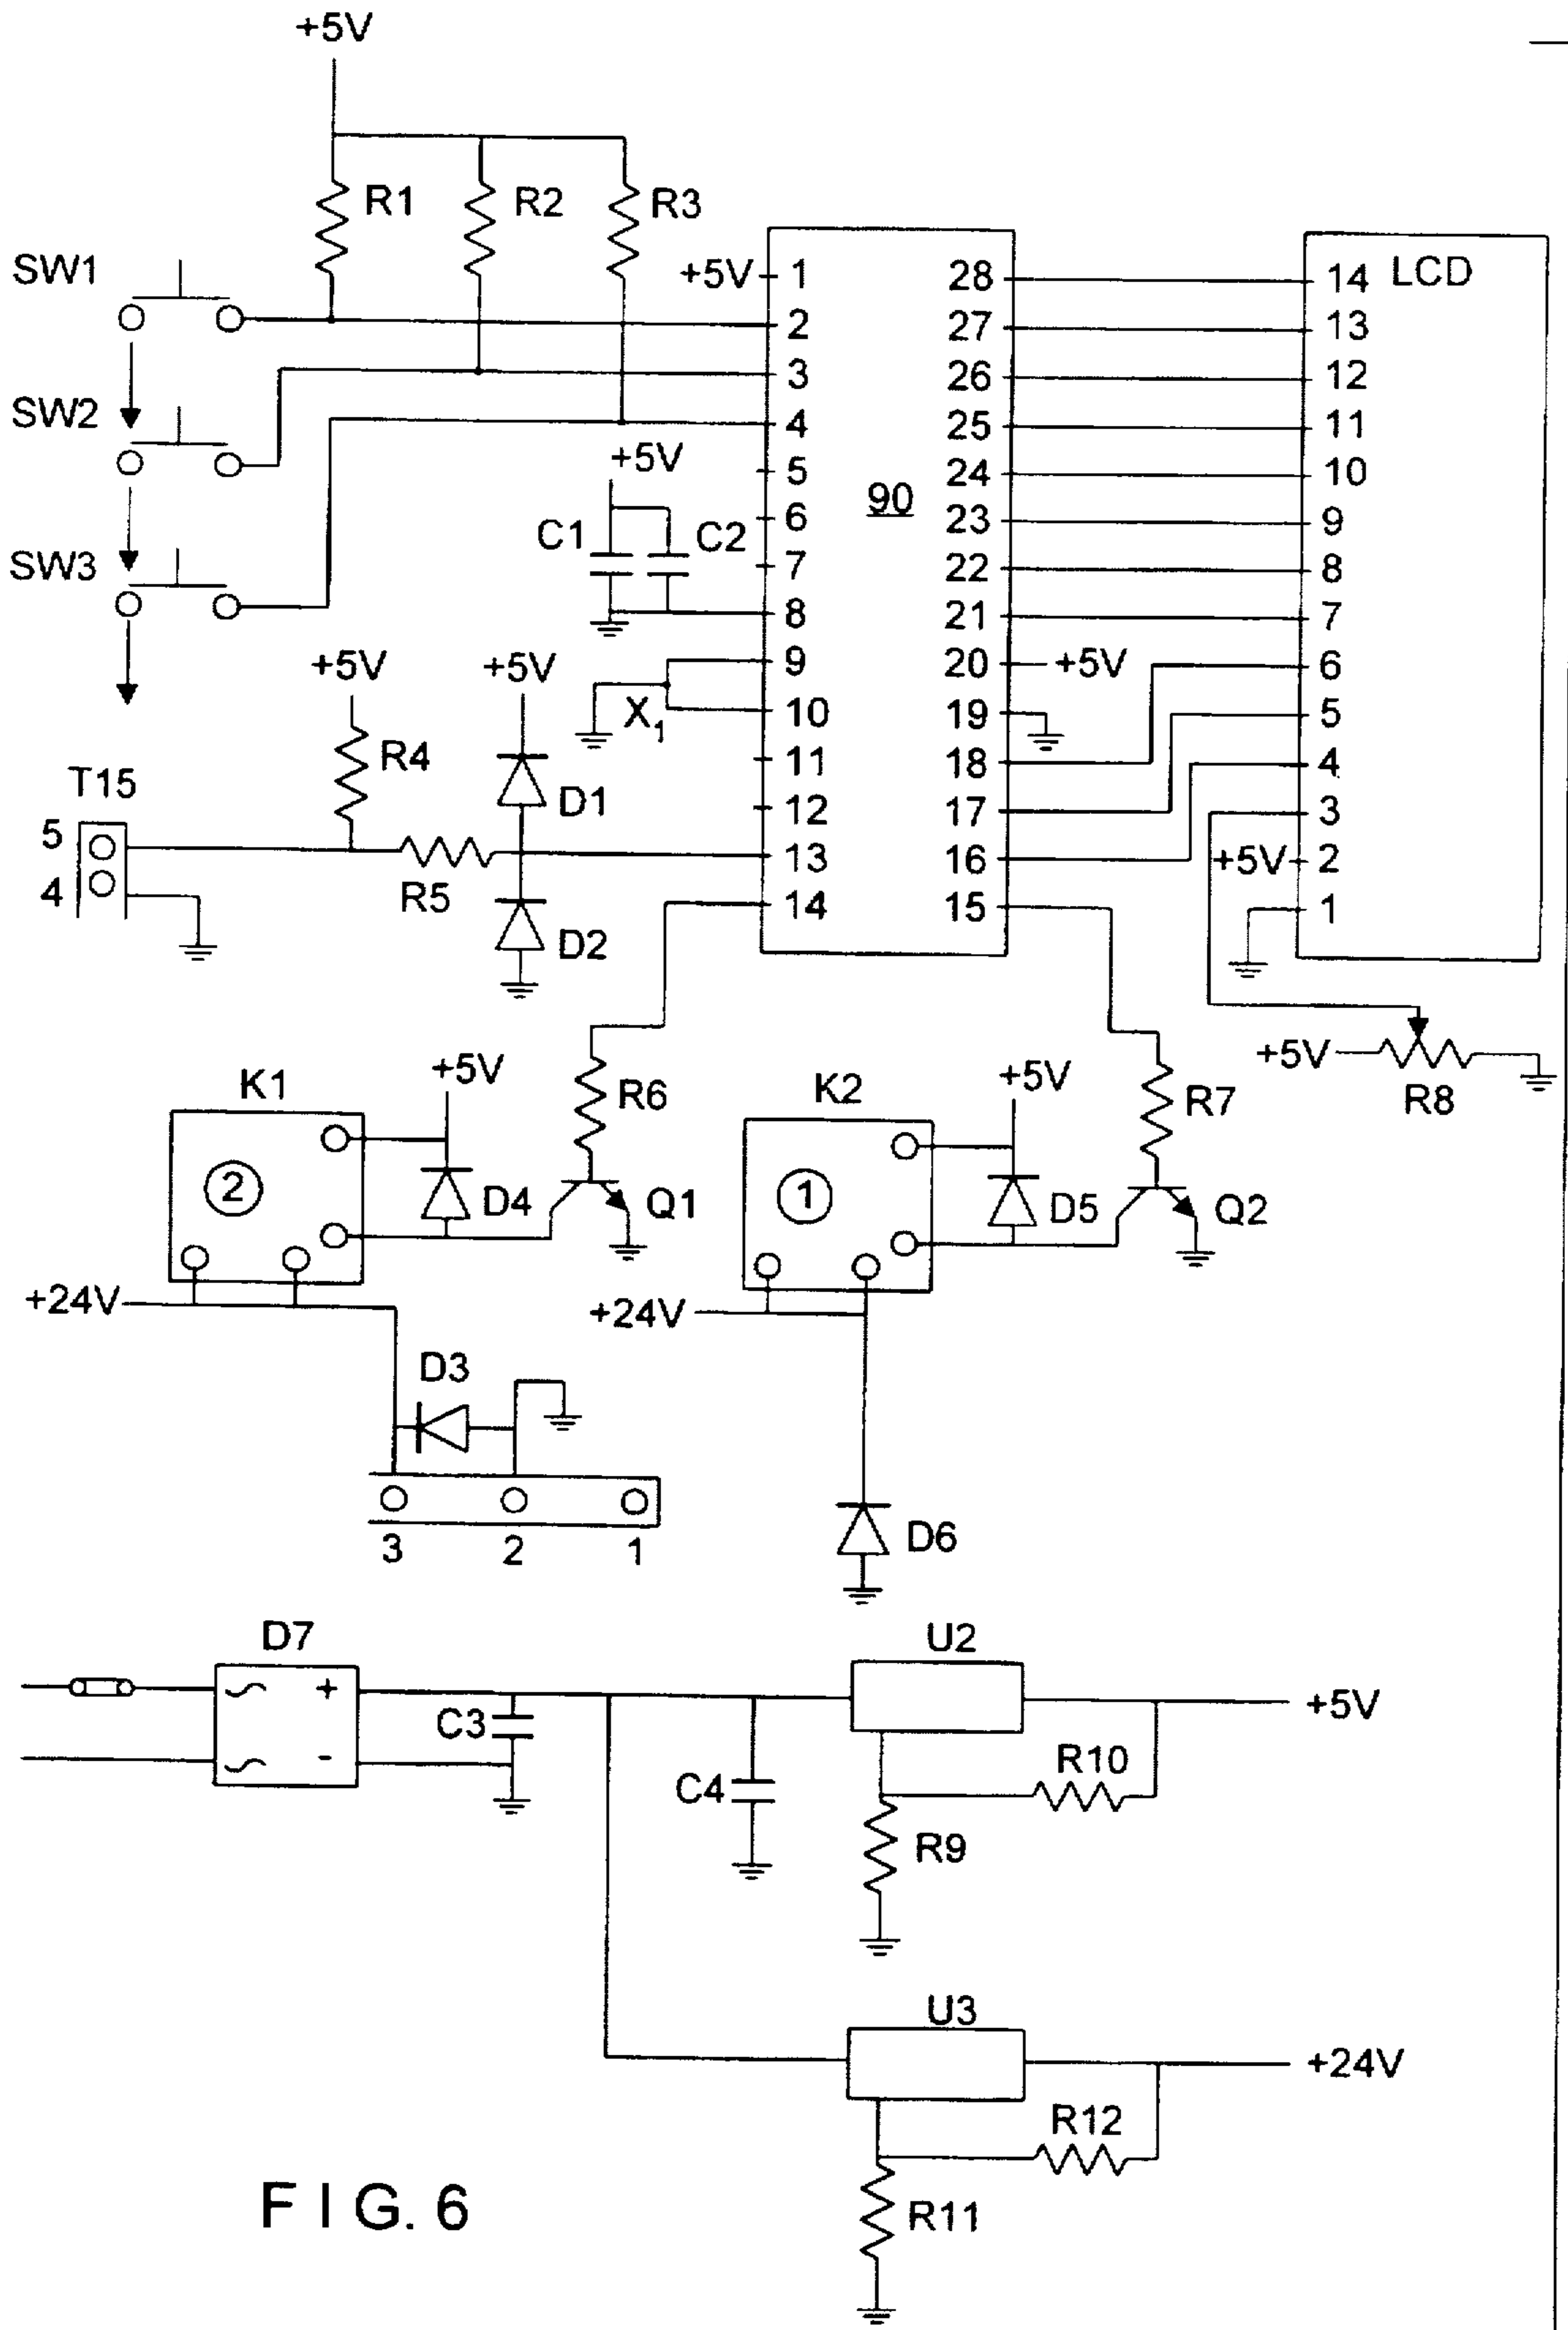 +5V
R1 R2 R3
SW1
+5V 1 28 14 LCD
2 27 13
3 26 12
SW2
4 25 11
+5V
5 24 10
90
6 23 9
C1 C2
SW3
7 22 8
8 21 7
+5V +5V
9 20 +5V 6
X1
10 19 5
R4
T15
11 18 4
D1
12 17 3
5
13 16 +5V 2
4
R5
14 15 1
D2
+5V
K1
R6
+5V
K2
R7
+5V
R8
2
D4
Q1
1
D5
Q2
+24V
+24V
D3
3 2 1
D6
D7
U2
+
C3
+5V
-
R10
C4
R9
U3
+24V
R12
R11
F I G. 6